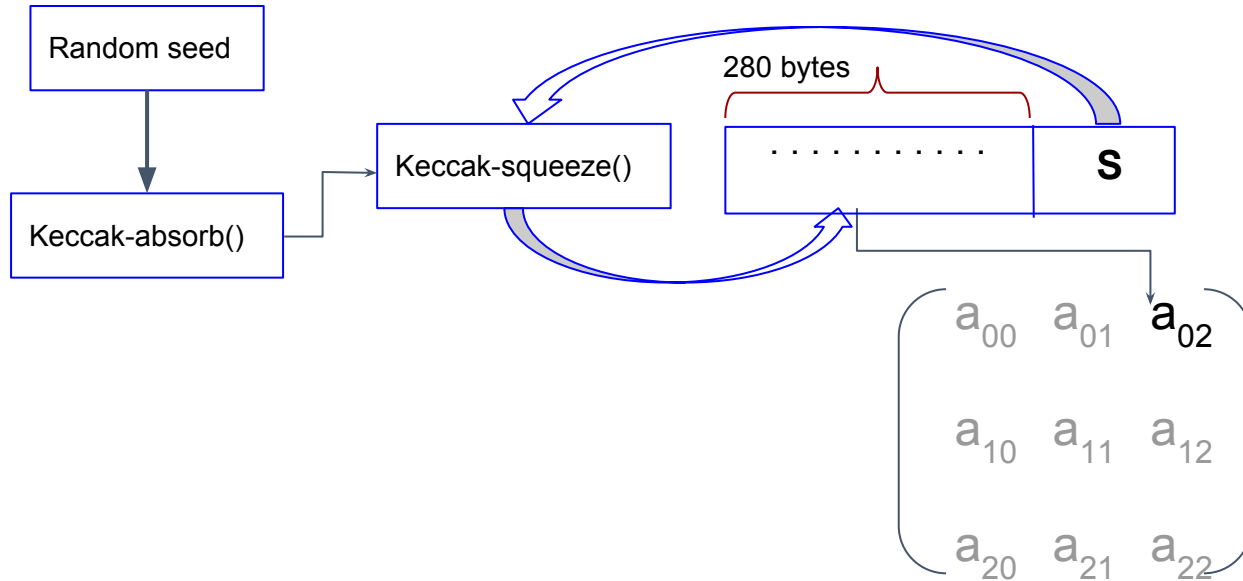 Random seed
280 bytes
Keccak-squeeze()
. . . . . . . . . . .
S
Keccak-absorb()
a00 a01 a02
a10 a11 a12
a20 a21 a22